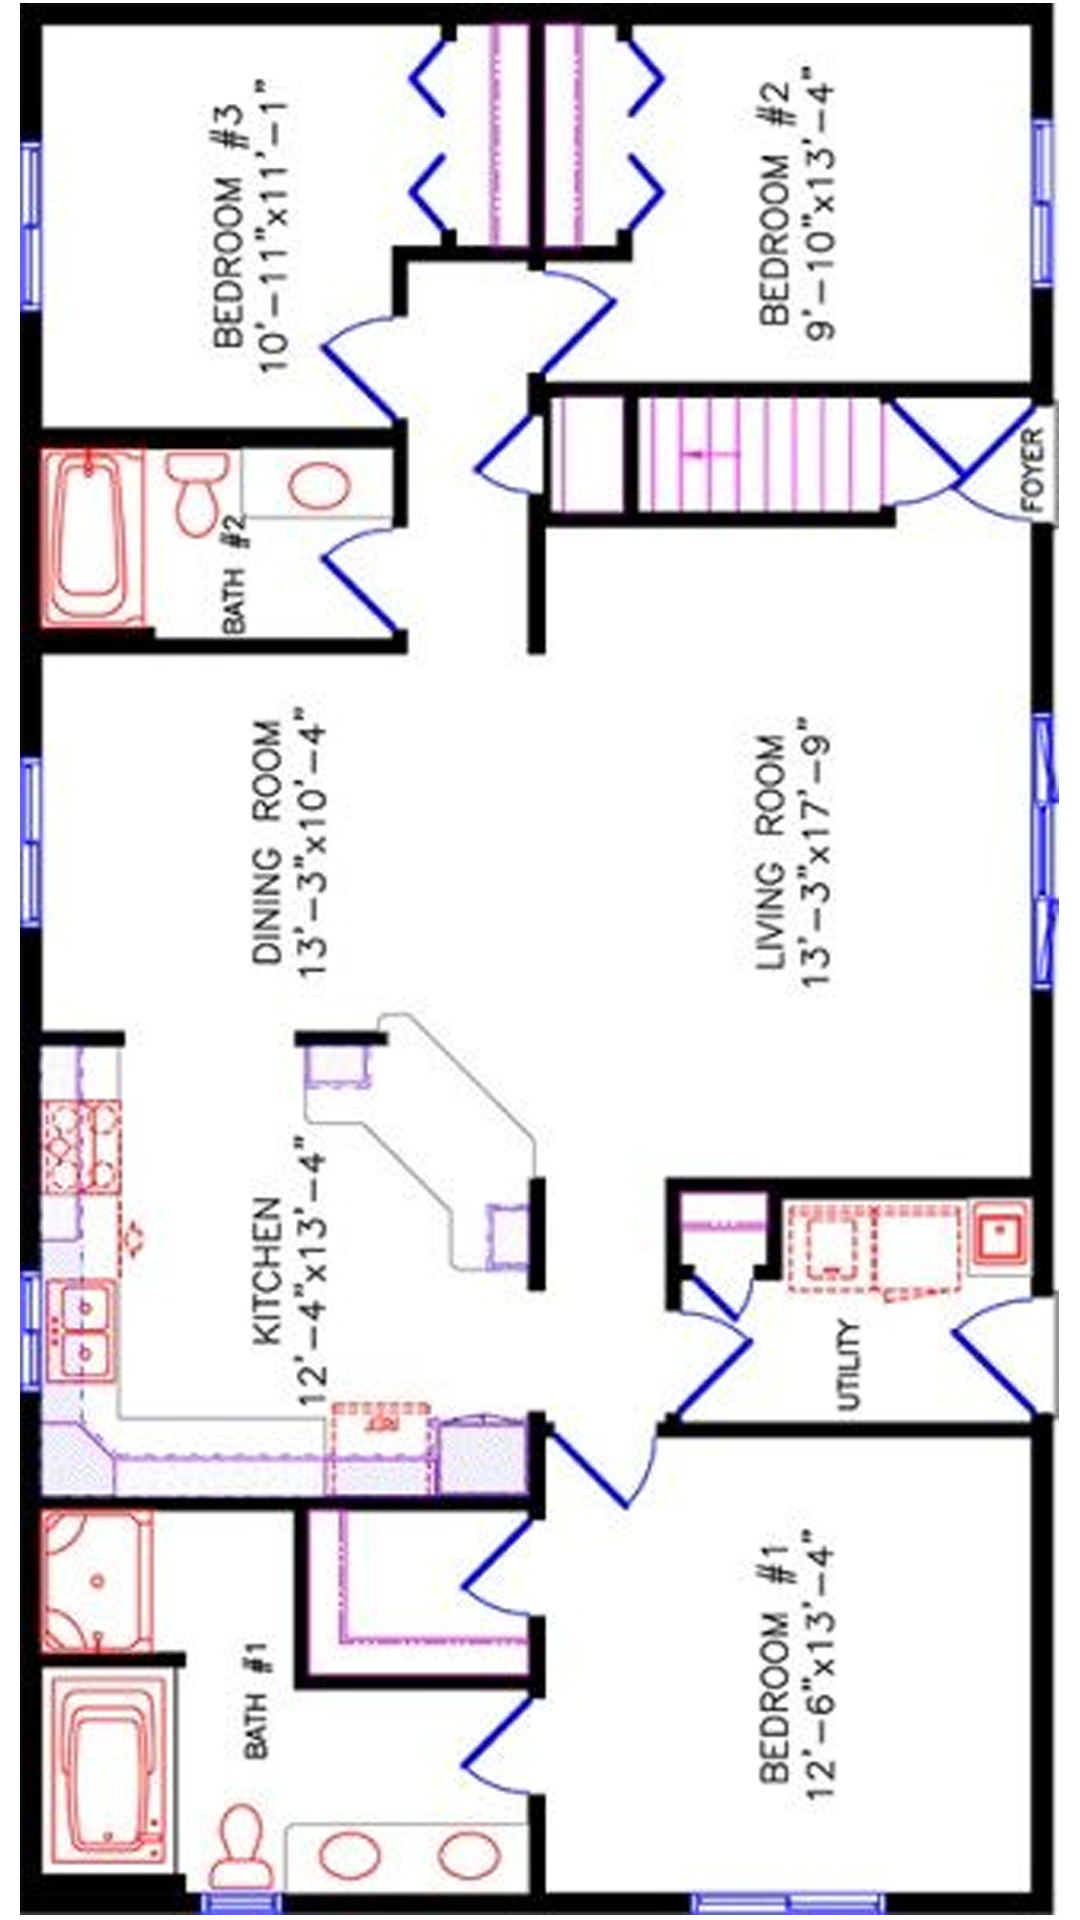 BEDROOM #3
10'-11"x11'-1"
BEDROOM #2
9'-10"x13'-4"
BATH #2
FOYER
DINING ROOM
13'-3"x10'-4"
LIVING ROOM
13'-3"x17'-9"
KITCHEN
12'-4"x13'-4"
UTILITY
BATH #1
BEDROOM #1
12'-6"x13'-4"